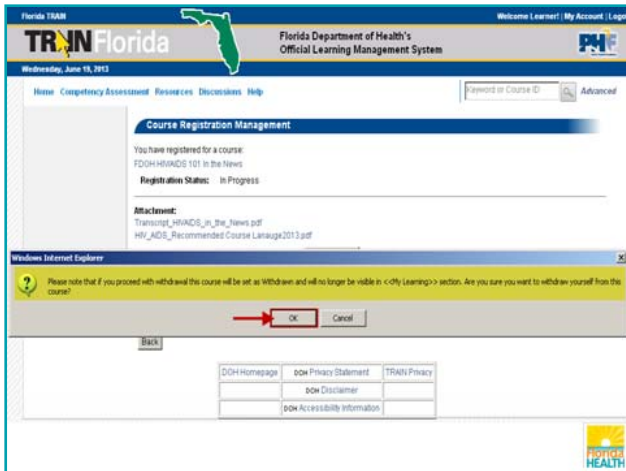 Florida TRAIN
Welcome Learner! | My Account | Logo
TRAIN Florida
Florida Department of Health's
Official Learning Management System
PHF
Wednesday, June 19, 2013
Home Competency Assessment Resources Discussions Help
Keyword or Course ID
Advanced
Course Registration Management
You have registered for a course:
FDOH HIV/AIDS 101 In the News
Registration Status: In Progress
Attachment:
Transcript_HIVAIDS_in_the_News.pdf
HIV_AIDS_Recommended Course Lanauge2013.pdf
Windows Internet Explorer
X
Please note that if you proceed with withdrawal this course will be set as Withdrawn and will no longer be visible in <<My Learning>> section. Are you sure you want to withdraw yourself from this
course?
OK Cancel
Back
DOH Homepage DOH Privacy Statement TRAIN Privacy
DOH Disclaimer
DOH Accessibility Information
Florida
HEALTH